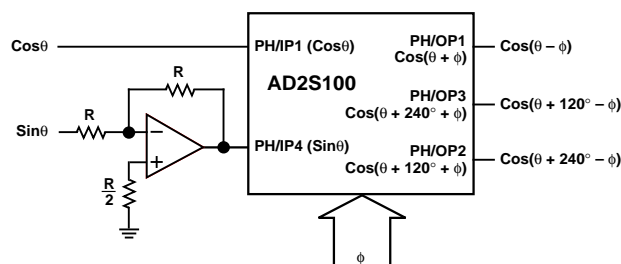 Cosθ
PH/IP1 (Cosθ)
PH/OP1
Cos(θ + ϕ)
Cos(θ – ϕ)
R
AD2S100
R
PH/OP3
Cos(θ + 240° + ϕ)
Cos(θ + 120° – ϕ)
Sinθ
–
+
PH/IP4 (Sinθ)
PH/OP2
Cos(θ + 120° + ϕ)
Cos(θ + 240° – ϕ)
R
2
ϕ